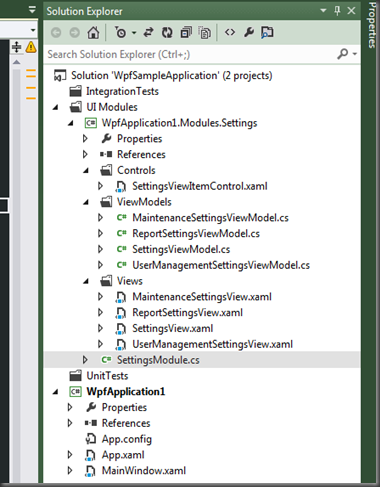 Solution Explorer
Properties
Search Solution Explorer (Ctrl+;)
Solution 'WpfSampleApplication' (2 projects)
IntegrationTests
UI Modules
C# WpfApplication1.Modules.Settings
Properties
References
Controls
SettingsViewItemControl.xaml
ViewModels
C# MaintenanceSettingsViewModel.cs
C# ReportSettingsViewModel.cs
C# SettingsViewModel.cs
C# UserManagementSettingsViewModel.cs
Views
MaintenanceSettingsView.xaml
ReportSettingsView.xaml
SettingsView.xaml
UserManagementSettingsView.xaml
C# SettingsModule.cs
UnitTests
C# WpfApplication1
Properties
References
App.config
App.xaml
MainWindow.xaml